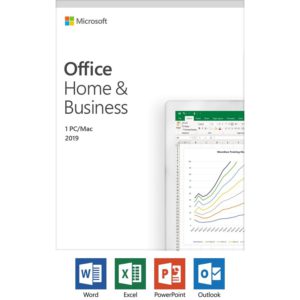 Microsoft
Office
Home &
Business
1 PC/Mac
2019
Word
Excel
PowerPoint
Outlook